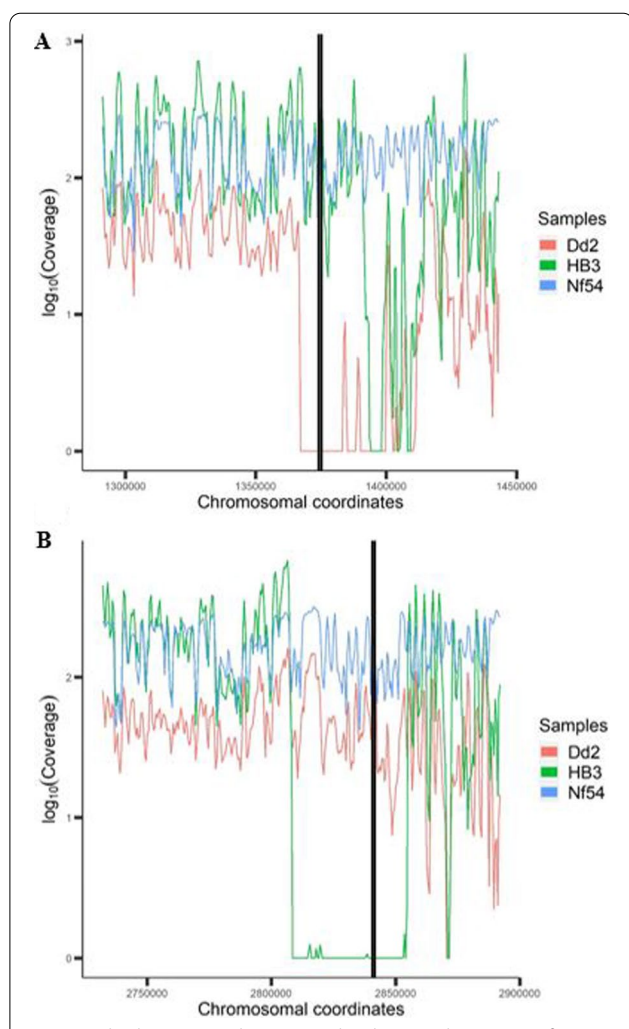 A
3
2
1
0
log10(Coverage)
1300000 1350000 1400000 1450000
Chromosomal coordinates
Samples
Dd2
HB3
Nf54
B
2
1
0
log10(Coverage)
2750000 2800000 2850000 2900000
Chromosomal coordinates
Samples
Dd2
HB3
Nf54